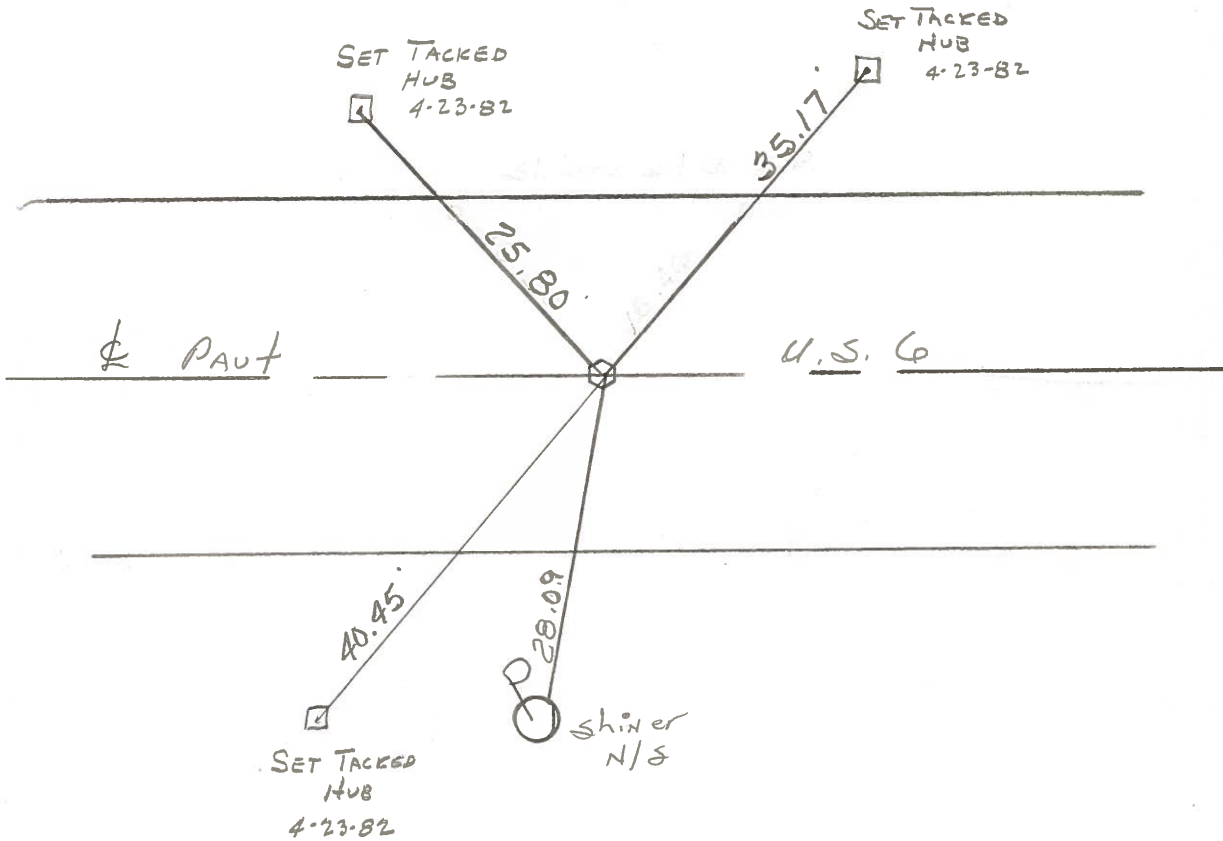 SET TACKED
HUB
4-23-82
SET TACKED
HUB
4-23-82
35.17'
25.80'
℄ PAVT
U.S. 6
40.45'
28.09
shiner
N/S
SET TACKED
HUB
4-23-82